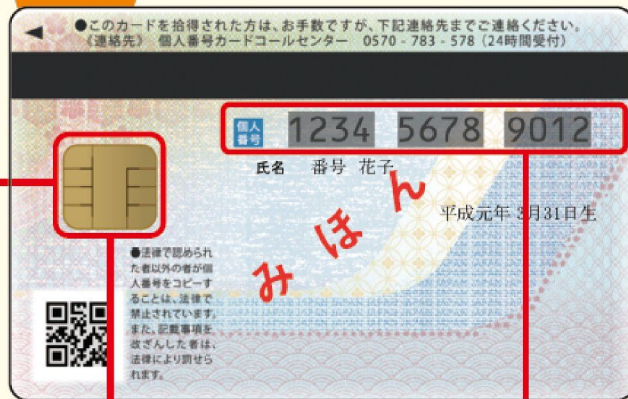 ●このカードを拾得された方は、お手数ですが、下記連絡先までご連絡ください。
《連絡先》 個人番号カードコールセンター 0570-783-578(24時間受付)
個人番号 1234 5678 9012
氏名 番号 花子
平成元年 3月31日生
みほん
●法律で認められ
た者以外の者が個
人番号をコピーす
ることは、法律で
禁止されています。
また、記載事項を
改ざんした者は、
法律により罰せら
れます。